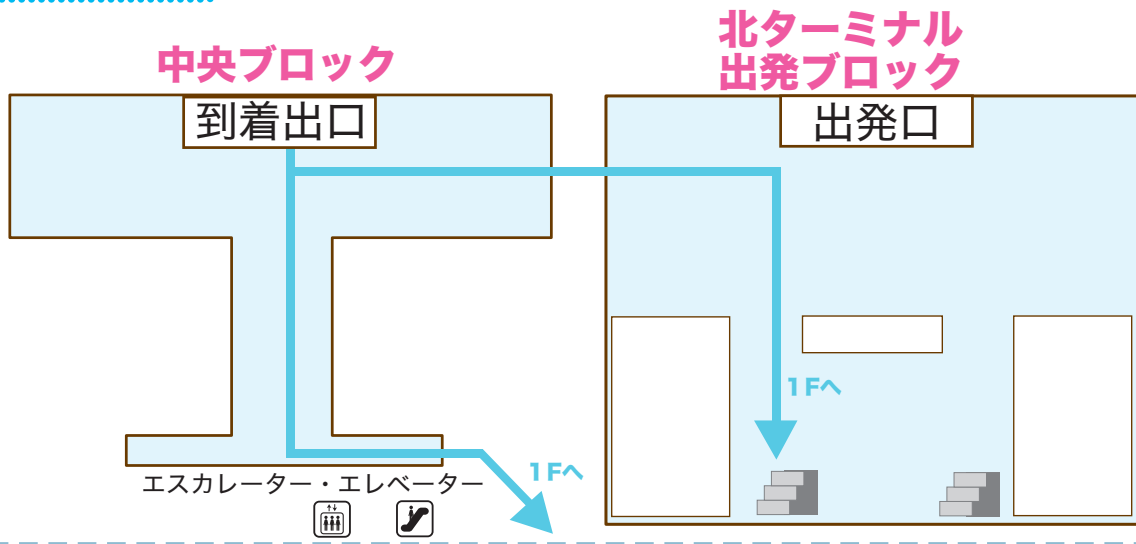 中央ブロック
北ターミナル
出発ブロック
到着出口
出発口
1Fへ
1Fへ
エスカレーター・エレベーター